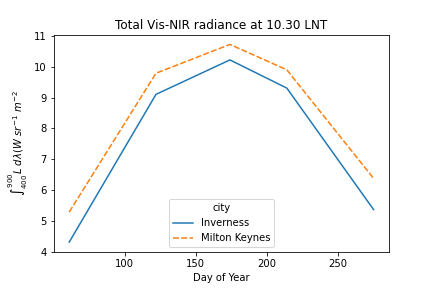 Total Vis-NIR radiance at 10.30 LNT
11
10
9
8
7
6
5
4
∫₄₀₀⁹⁰⁰ L dλ(W sr⁻¹ m⁻²
city
Inverness
Milton Keynes
100 150 200 250
Day of Year